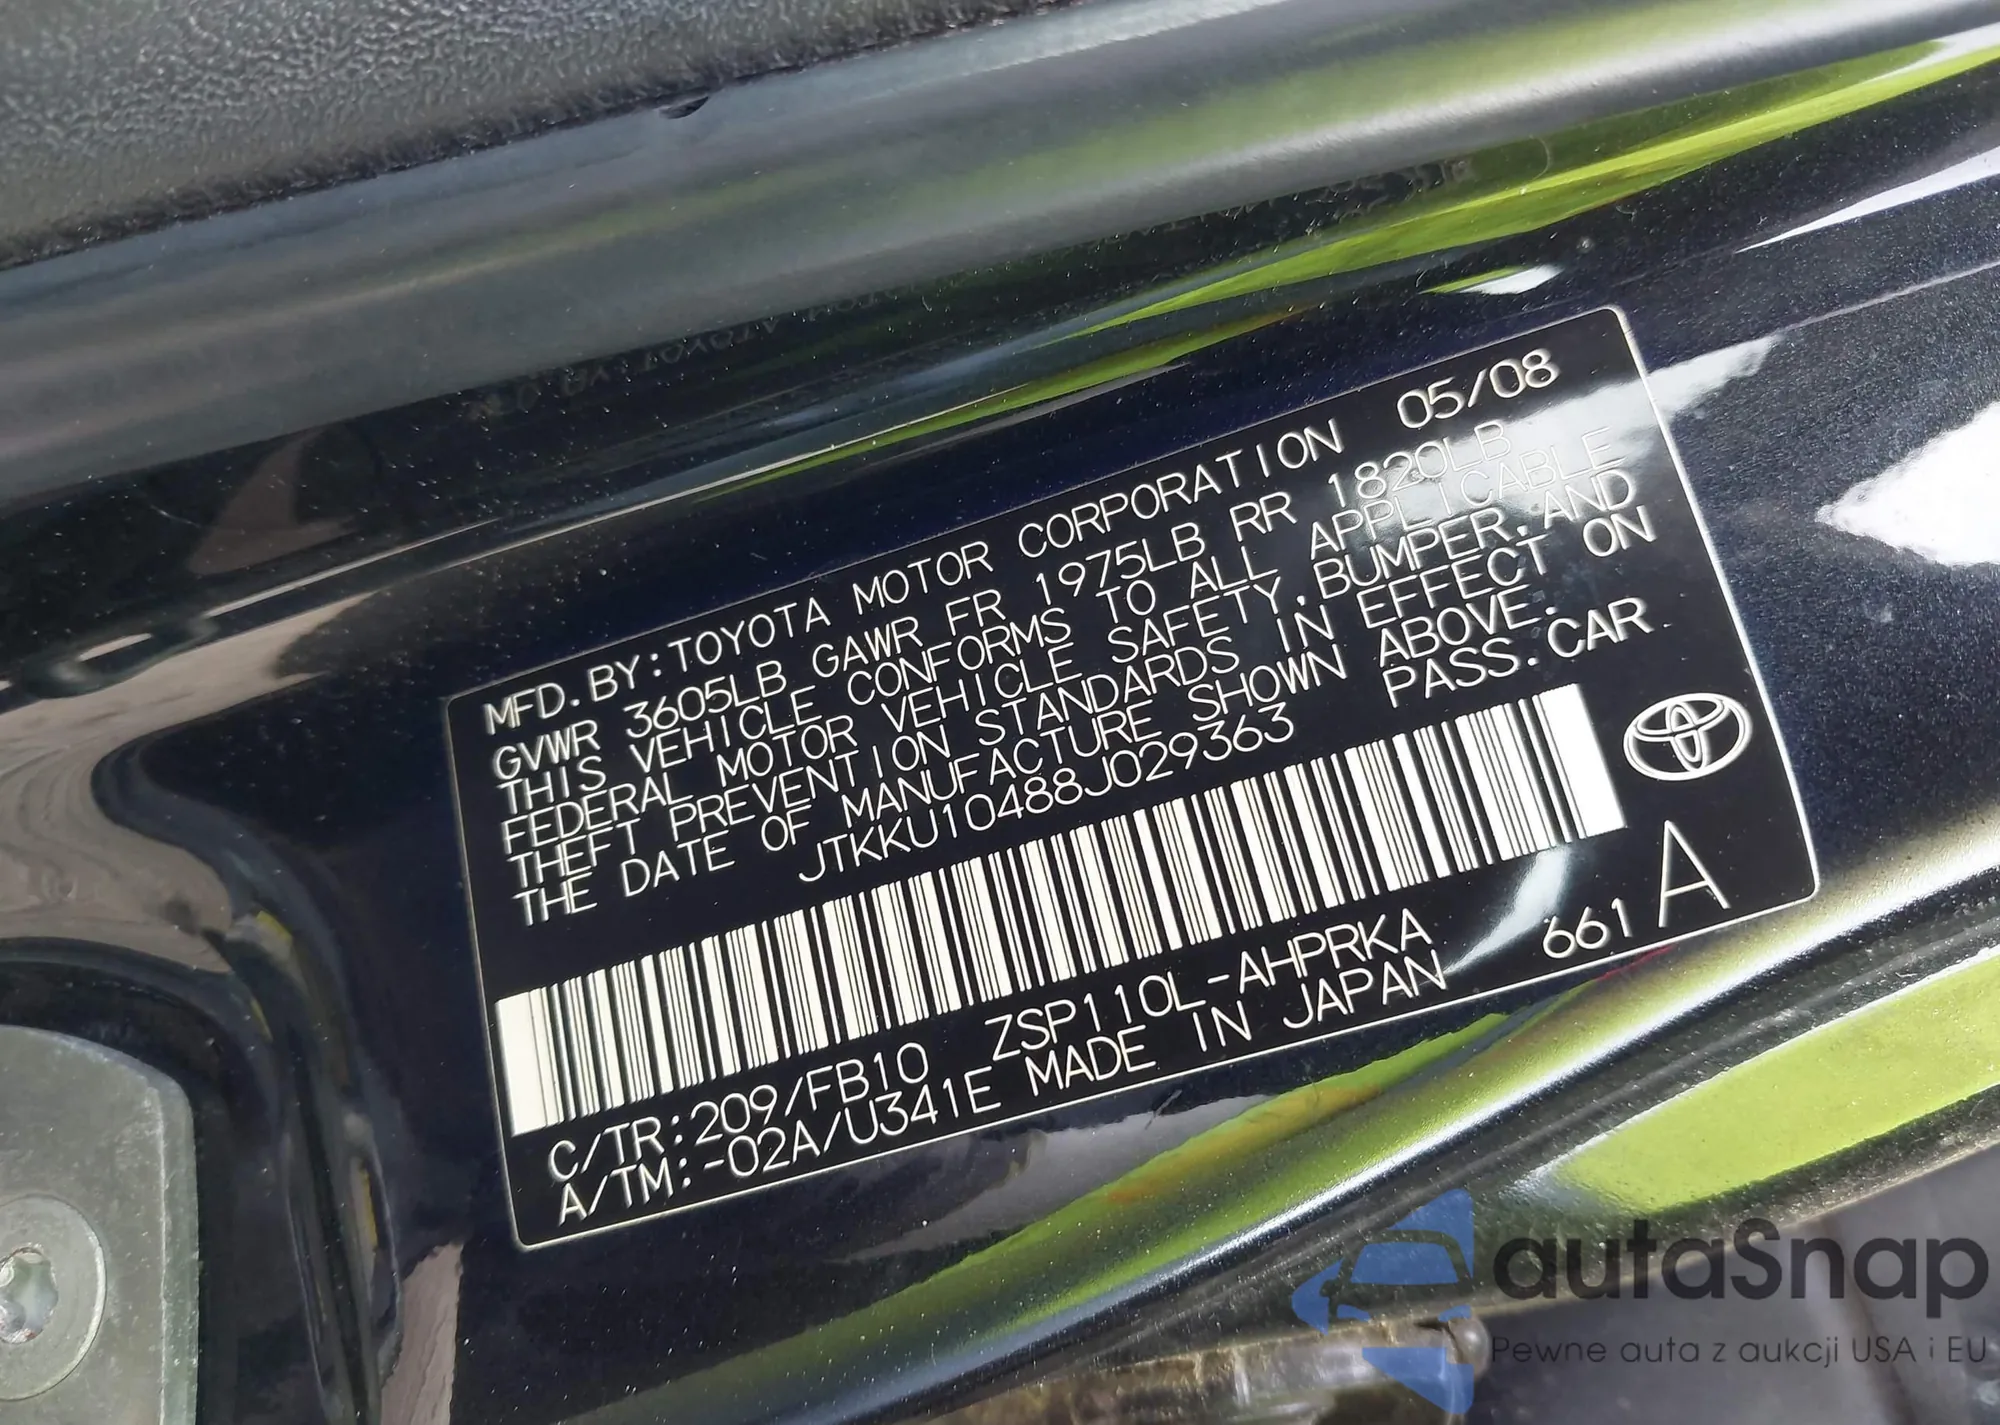 MFD.BY:TOYOTA MOTOR CORPORATION 05/08
GVWR 3605LB GAWR FR 1975LB RR 1820LB
THIS VEHICLE CONFORMS TO ALL APPLICABLE
FEDERAL MOTOR VEHICLE SAFETY,BUMPER,AND
THEFT PREVENTION STANDARDS IN EFFECT ON
THE DATE OF MANUFACTURE SHOWN ABOVE.
JTKKU10488J029363 PASS.CAR
C/TR:209/FB10 ZSP110L-AHPRKA 661 A
A/TM:-02A/U341E MADE IN JAPAN
autaSnap
Pewne auta z aukcji USA i EU